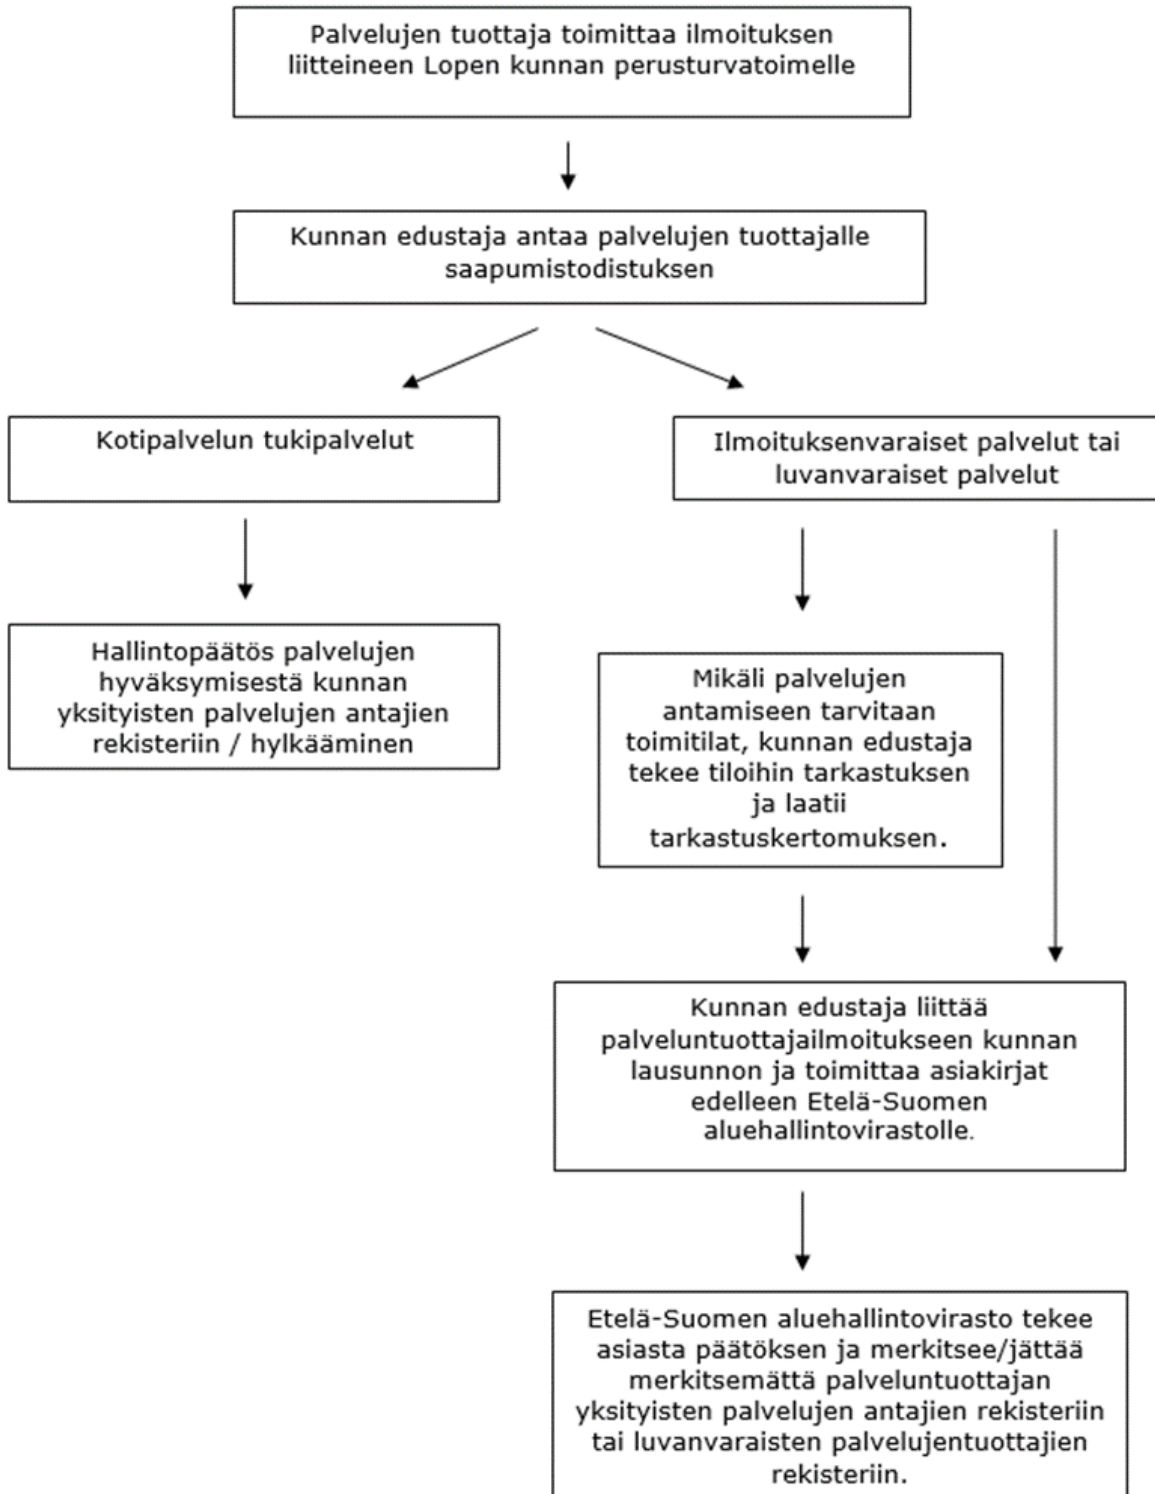 Palvelujen tuottaja toimittaa ilmoituksen
liitteineen Lopen kunnan perusturvatoimelle
Kunnan edustaja antaa palvelujen tuottajalle
saapumistodistuksen
Kotipalvelun tukipalvelut
Ilmoituksenvaraiset palvelut tai
luvanvaraiset palvelut
Hallintopäätös palvelujen
hyväksymisestä kunnan
yksityisten palvelujen antajien
rekisteriin / hylkääminen
Mikäli palvelujen
antamiseen tarvitaan
toimitilat, kunnan edustaja
tekee tiloihin tarkastuksen
ja laatii
tarkastuskertomuksen.
Kunnan edustaja liittää
palveluntuottajailmoitukseen kunnan
lausunnon ja toimittaa asiakirjat
edelleen Etelä-Suomen
aluehallintovirastolle.
Etelä-Suomen aluehallintovirasto tekee
asiasta päätöksen ja merkitsee/jättää
merkitsemättä palveluntuottajan
yksityisten palvelujen antajien rekisteriin
tai luvanvaraisten palvelujentuottajien
rekisteriin.